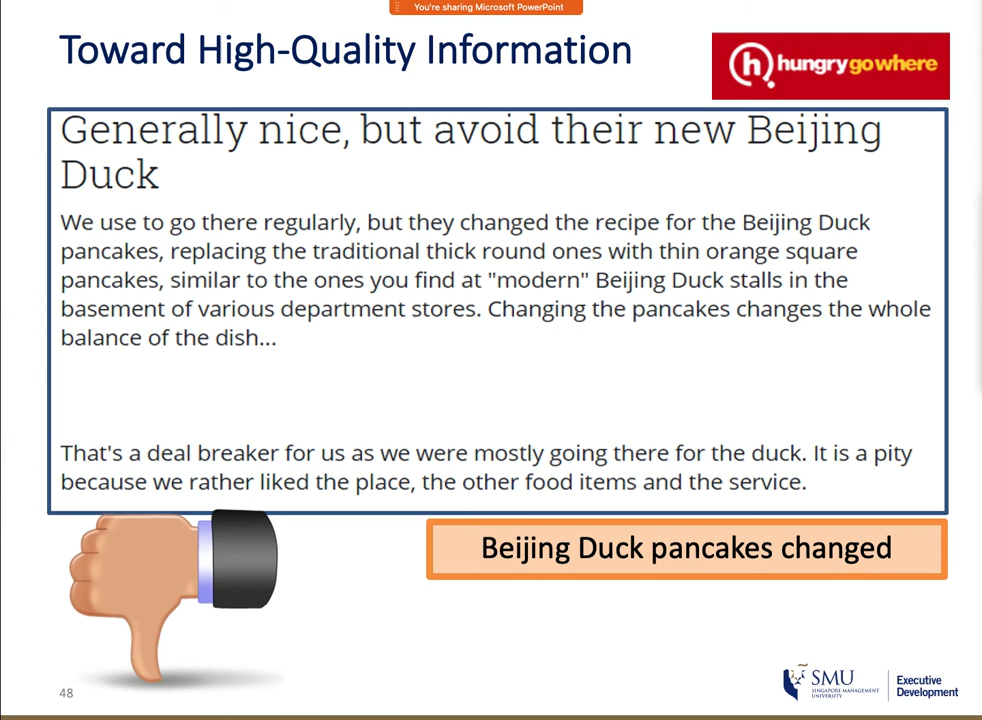 You're sharing Microsoft PowerPoint
Toward High-Quality Information
hungrygowhere
Generally nice, but avoid their new Beijing
Duck
We use to go there regularly, but they changed the recipe for the Beijing Duck
pancakes, replacing the traditional thick round ones with thin orange square
pancakes, similar to the ones you find at "modern" Beijing Duck stalls in the
basement of various department stores. Changing the pancakes changes the whole
balance of the dish...
That's a deal breaker for us as we were mostly going there for the duck. It is a pity
because we rather liked the place, the other food items and the service.
Beijing Duck pancakes changed
48
SMU
SINGAPORE MANAGEMENT
UNIVERSITY
Executive
Development